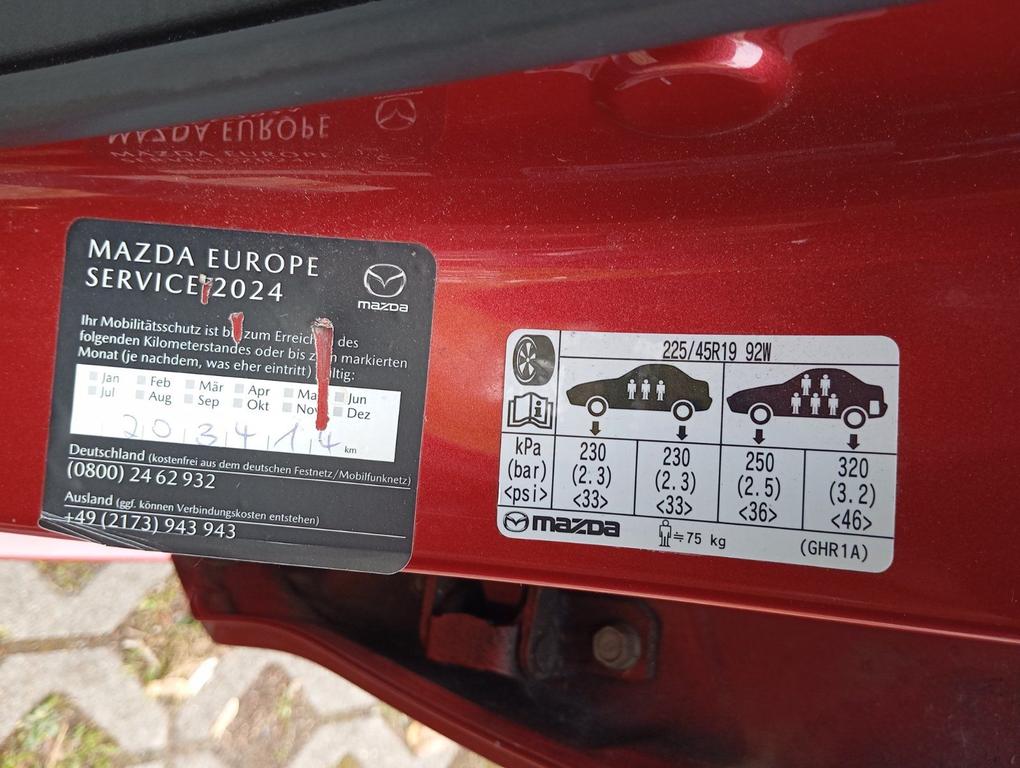 MAZDA EUROPE
SERVICE 2024
mazda
Ihr Mobilitätsschutz ist bis zum Erreichen des
folgenden Kilometerstandes oder bis zum markierten
Monat (je nachdem, was eher eintritt) gültig:
Jan Feb Mär Apr Mai Jun
Jul Aug Sep Okt Nov Dez
203414 km
Deutschland (kostenfrei aus dem deutschen Festnetz/Mobilfunknetz)
(0800) 24 62 932
Ausland (ggf. können Verbindungskosten entstehen)
+49 (2173) 943 943
225/45R19 92W
kPa 230 230 250 320
(bar) (2.3) (2.3) (2.5) (3.2)
<psi> <33> <33> <36> <46>
mazda ≒75 kg (GHR1A)